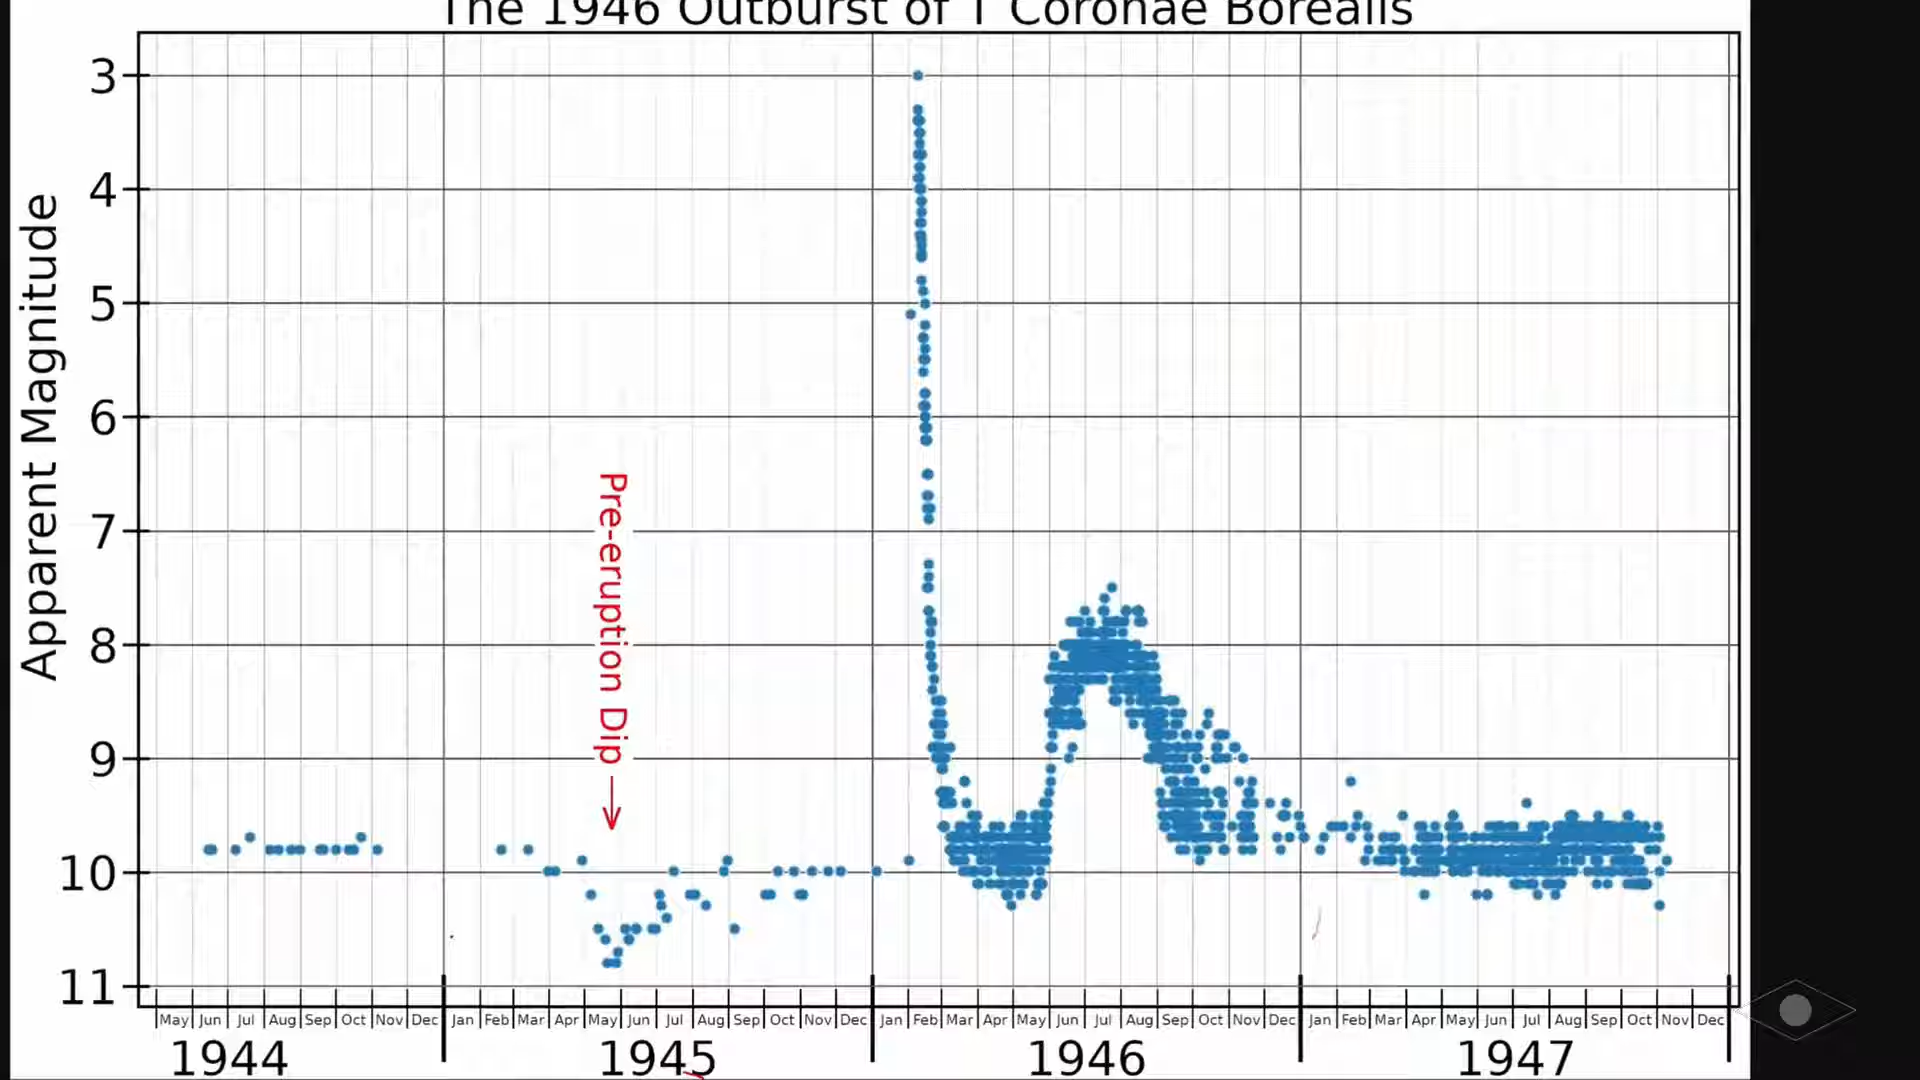 The 1946 Outburst of T Coronae Borealis
Apparent Magnitude
3
4
5
6
7
8
9
10
11
Pre-eruption Dip →
May Jun Jul Aug Sep Oct Nov Dec Jan Feb Mar Apr May Jun Jul Aug Sep Oct Nov Dec Jan Feb Mar Apr May Jun Jul Aug Sep Oct Nov Dec Jan Feb Mar Apr May Jun Jul Aug Sep Oct Nov Dec
1944 1945 1946 1947